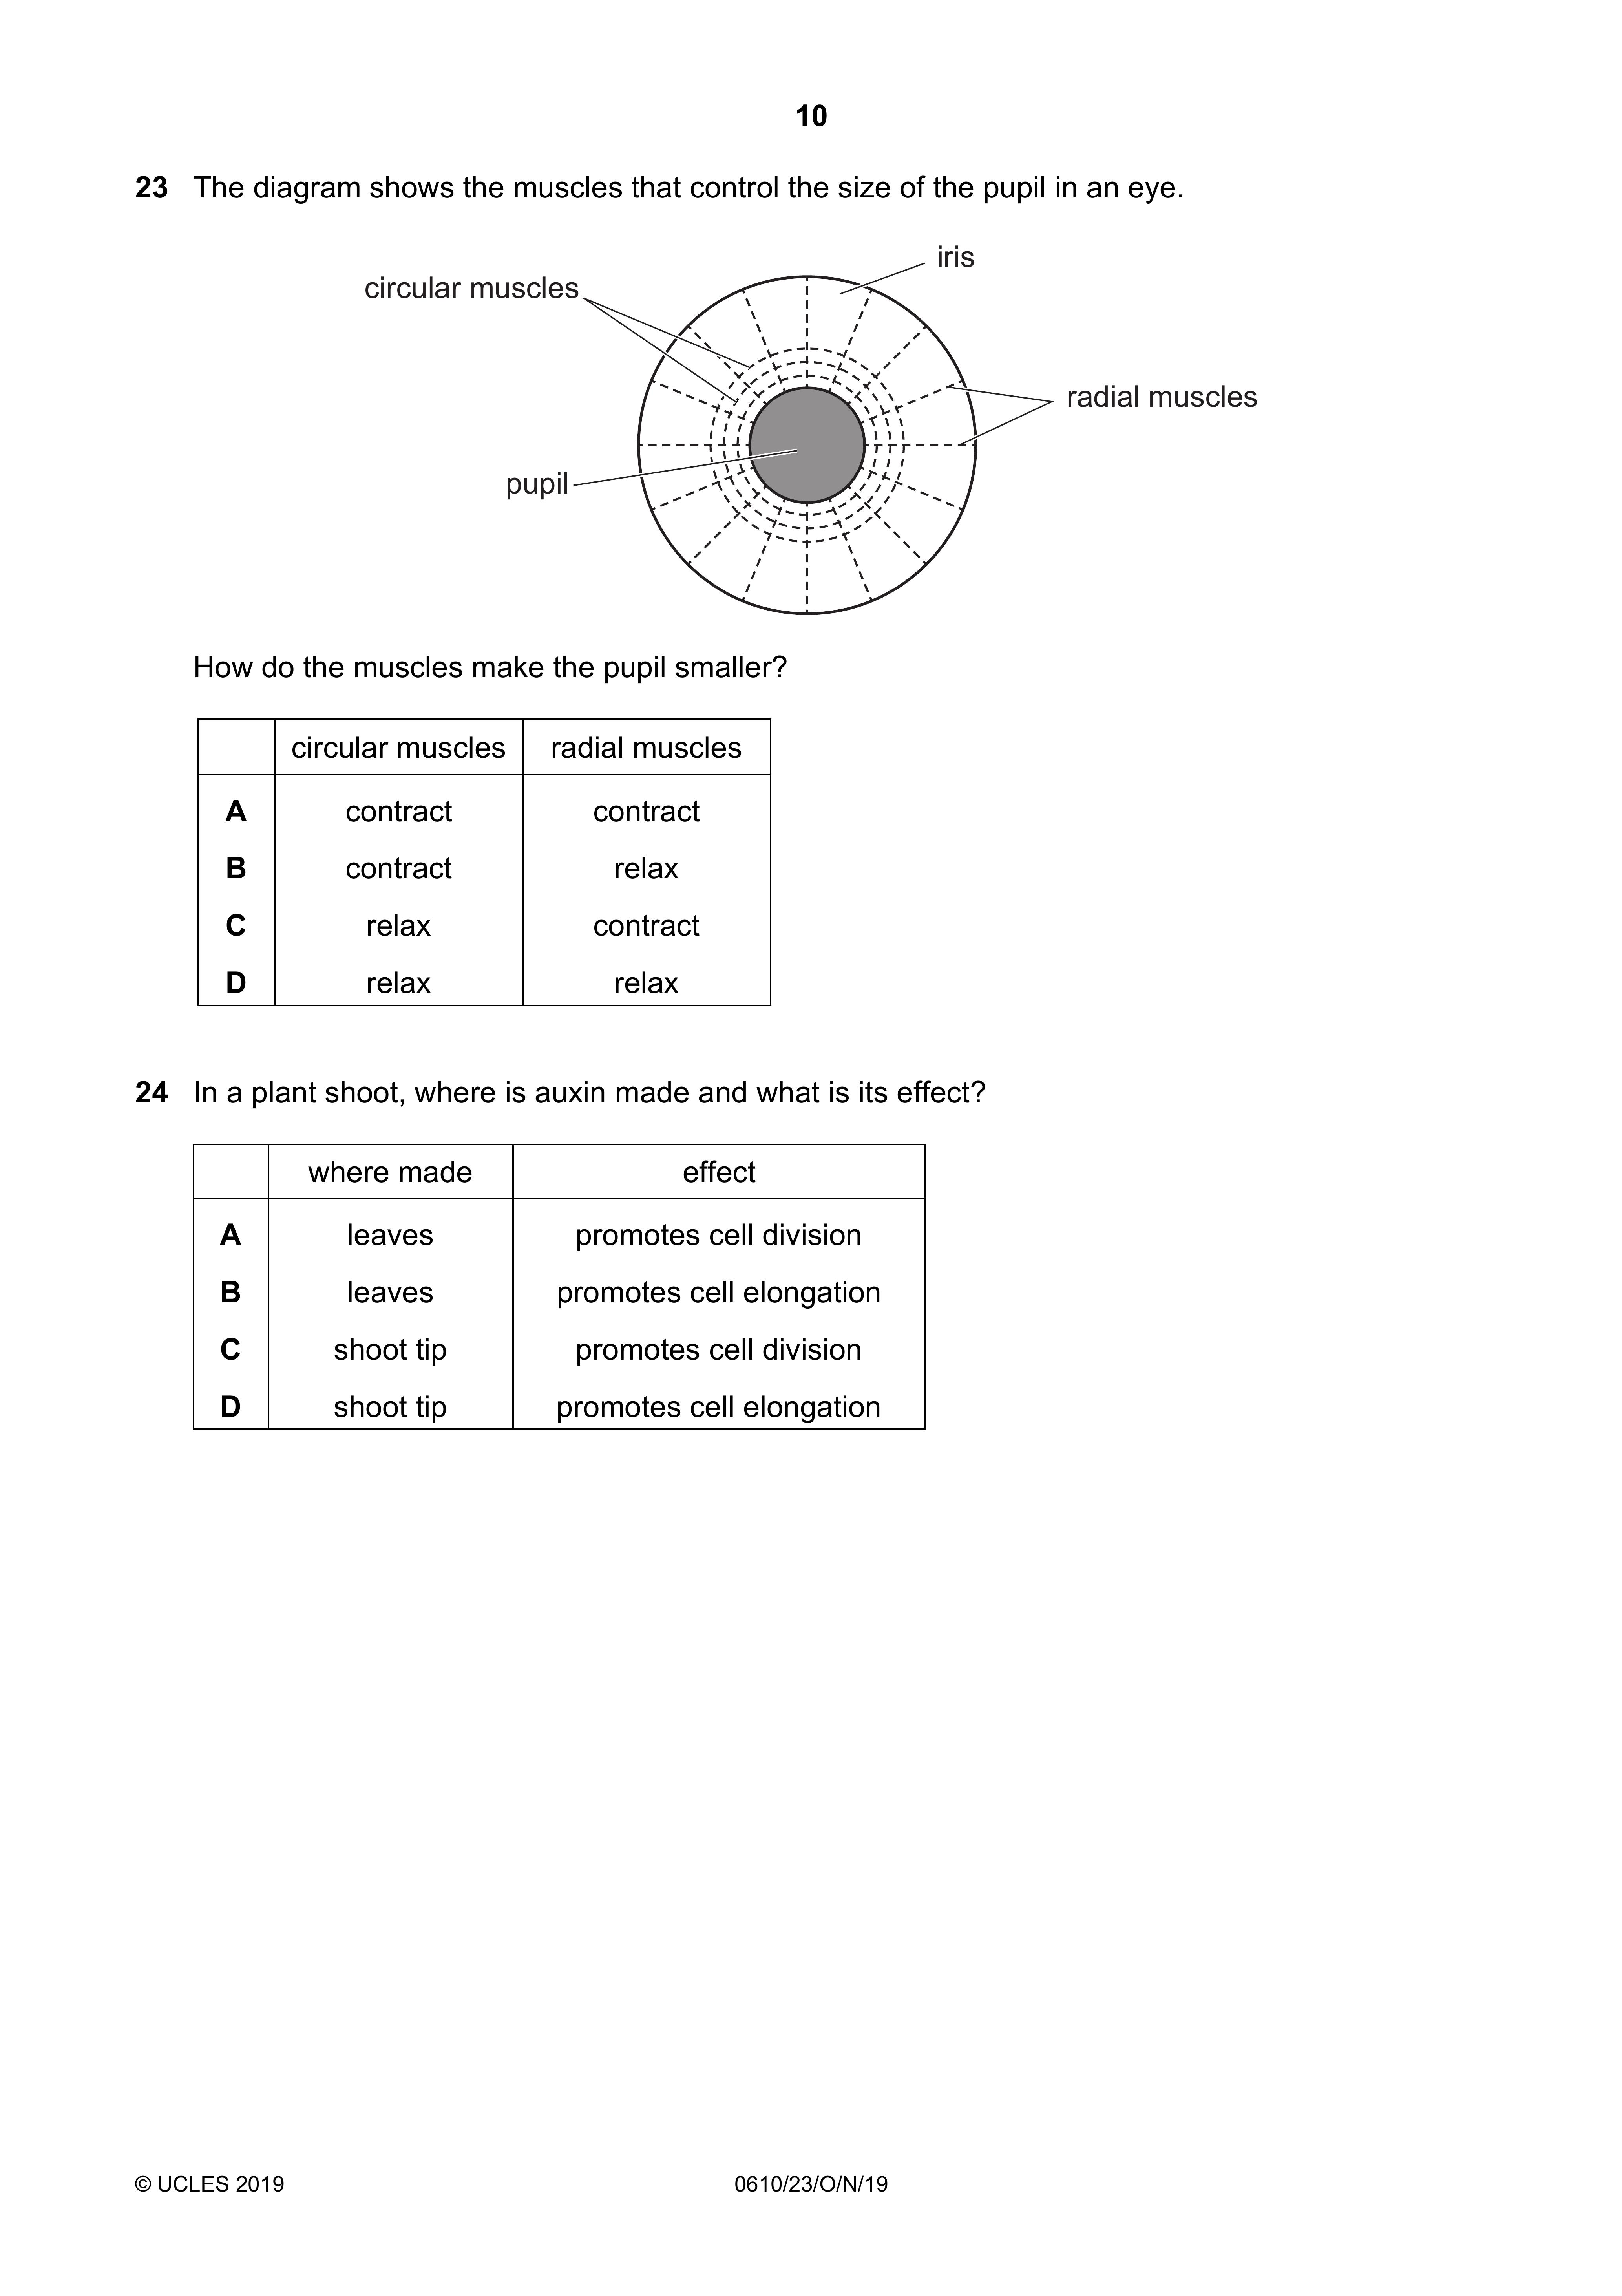 10
23 The diagram shows the muscles that control the size of the pupil in an eye.
iris
circular muscles
radial muscles
pupil
How do the muscles make the pupil smaller?
circular muscles radial muscles
A contract contract
B contract relax
C relax contract
D relax relax
24 In a plant shoot, where is auxin made and what is its effect?
where made effect
A leaves promotes cell division
B leaves promotes cell elongation
C shoot tip promotes cell division
D shoot tip promotes cell elongation
© UCLES 2019 0610/23/O/N/19